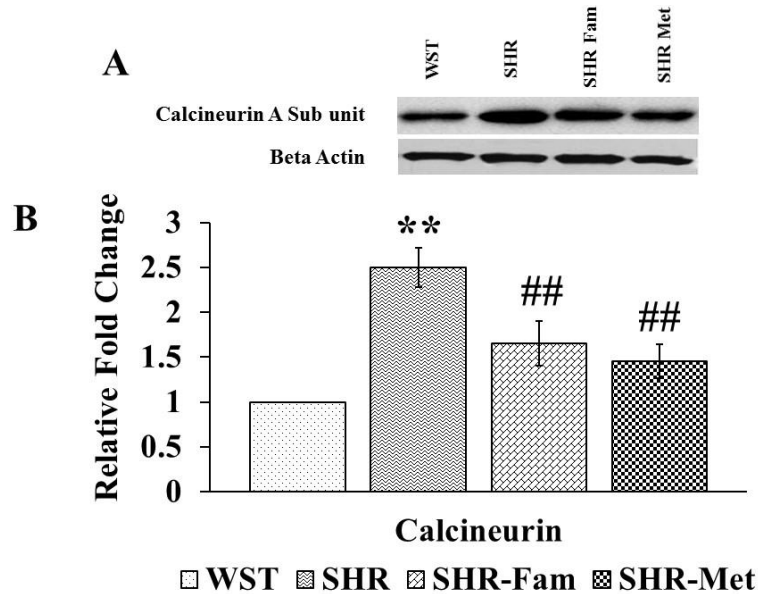 A
WST
SHR
SHR Fam
SHR Met
Calcineurin A Sub unit
Beta Actin
B
Relative Fold Change
3
2.5
2
1.5
1
0.5
0
**
##
##
Calcineurin
WST SHR SHR-Fam SHR-Met